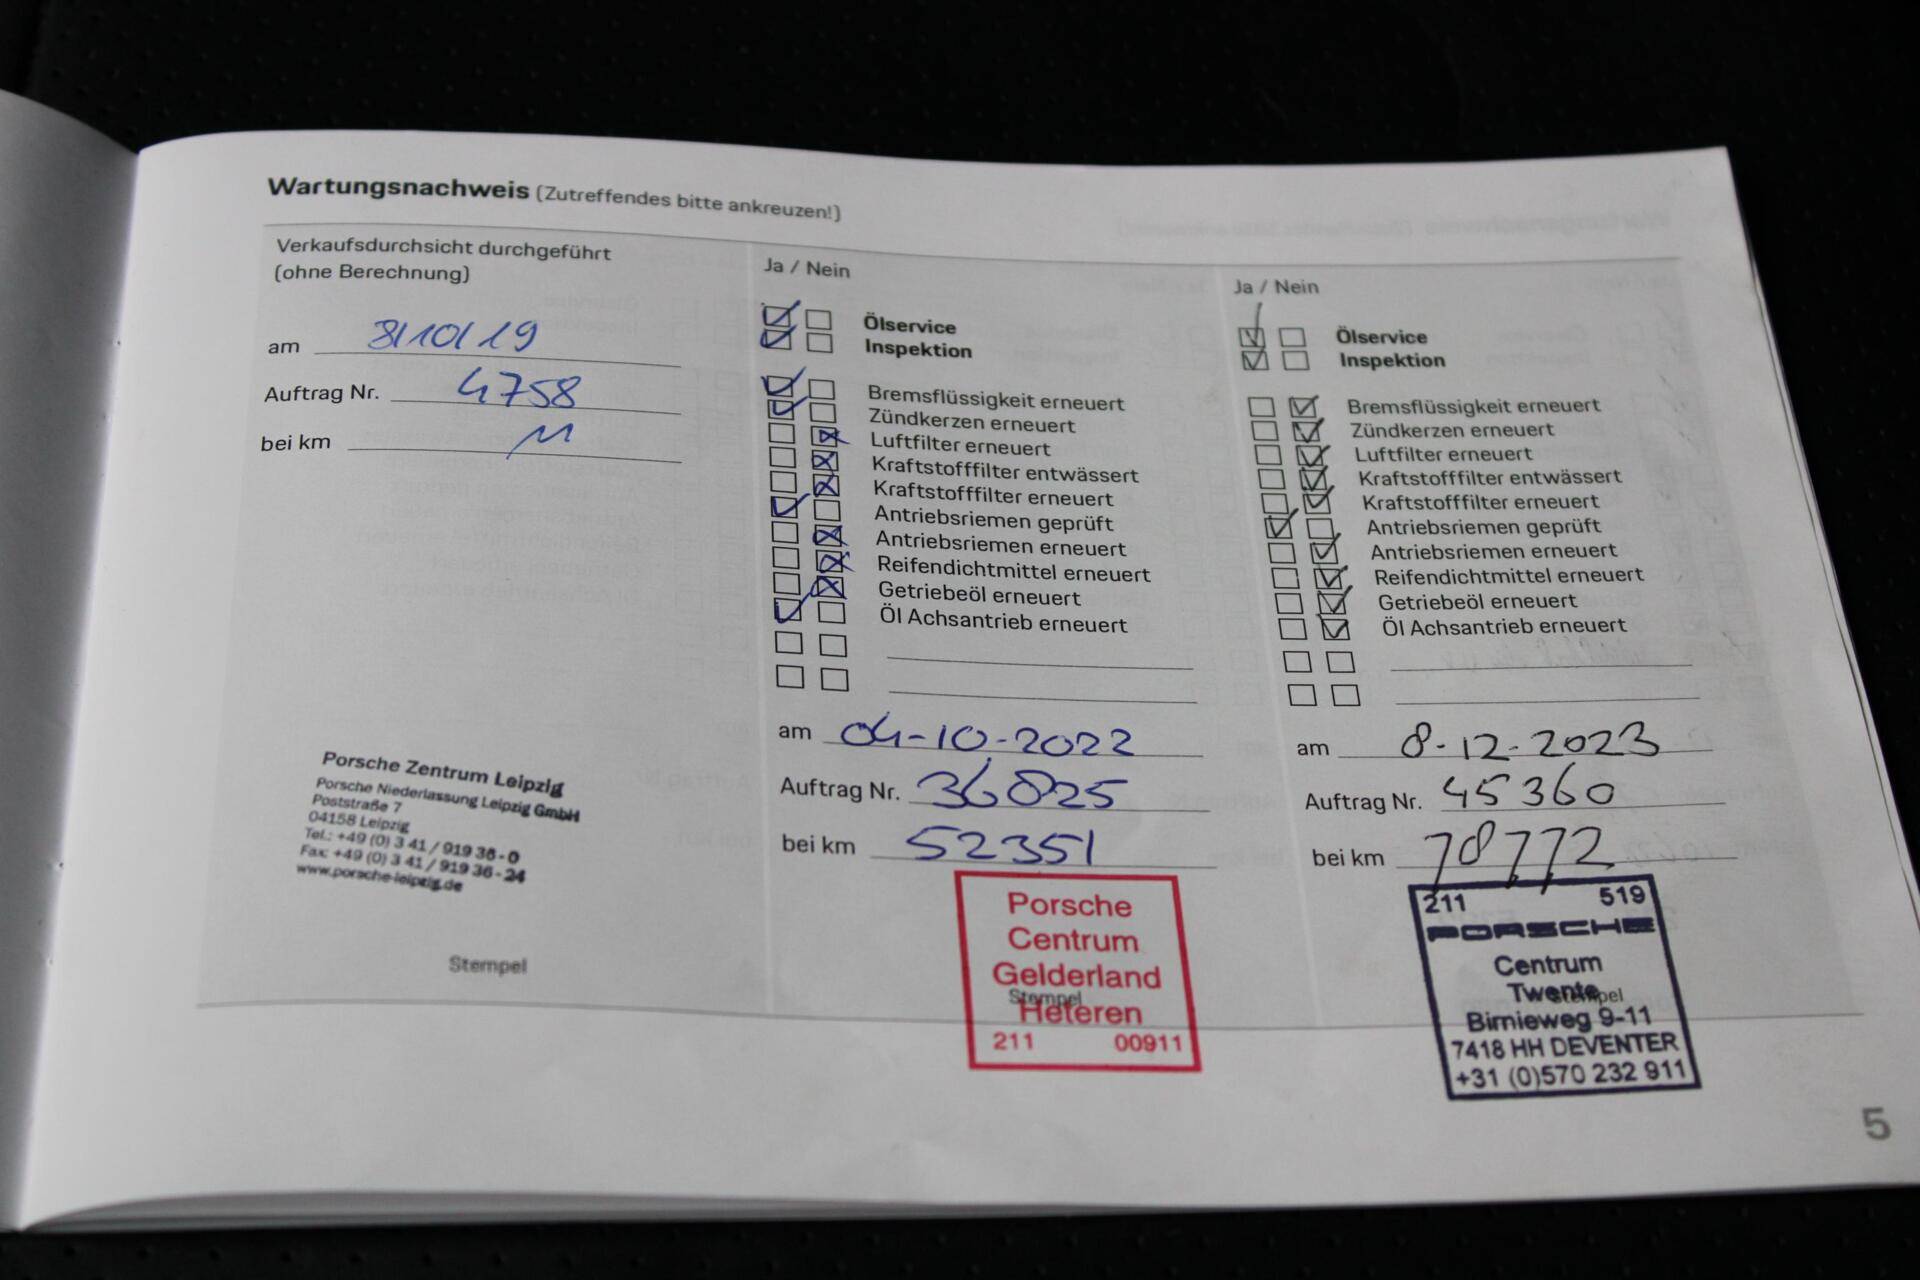 Wartungsnachweis (Zutreffendes bitte ankreuzen!)
Verkaufsdurchsicht durchgeführt
(ohne Berechnung)
am 31/10/19
Auftrag Nr. 4758
bei km 11
Porsche Zentrum Leipzig
Porsche Niederlassung Leipzig GmbH
Poststraße 7
04158 Leipzig
Tel.: +49 (0) 3 41 / 919 36 - 0
Fax: +49 (0) 3 41 / 919 36 - 24
www.porsche-leipzig.de
Stempel
Ja / Nein
Ölservice
Inspektion
Bremsflüssigkeit erneuert
Zündkerzen erneuert
Luftfilter erneuert
Kraftstofffilter entwässert
Kraftstofffilter erneuert
Antriebsriemen geprüft
Antriebsriemen erneuert
Reifendichtmittel erneuert
Getriebeöl erneuert
Öl Achsantrieb erneuert
am 04-10-2022
Auftrag Nr. 36825
bei km 52351
Porsche
Centrum
Gelderland
Stempel
Heteren
211 00911
Ja / Nein
Ölservice
Inspektion
Bremsflüssigkeit erneuert
Zündkerzen erneuert
Luftfilter erneuert
Kraftstofffilter entwässert
Kraftstofffilter erneuert
Antriebsriemen geprüft
Antriebsriemen erneuert
Reifendichtmittel erneuert
Getriebeöl erneuert
Öl Achsantrieb erneuert
am 8-12-2023
Auftrag Nr. 45360
bei km 78772
211 519
PORSCHE
Centrum
Twente
Stempel
Birnieweg 9-11
7418 HH DEVENTER
+31 (0)570 232 911
5